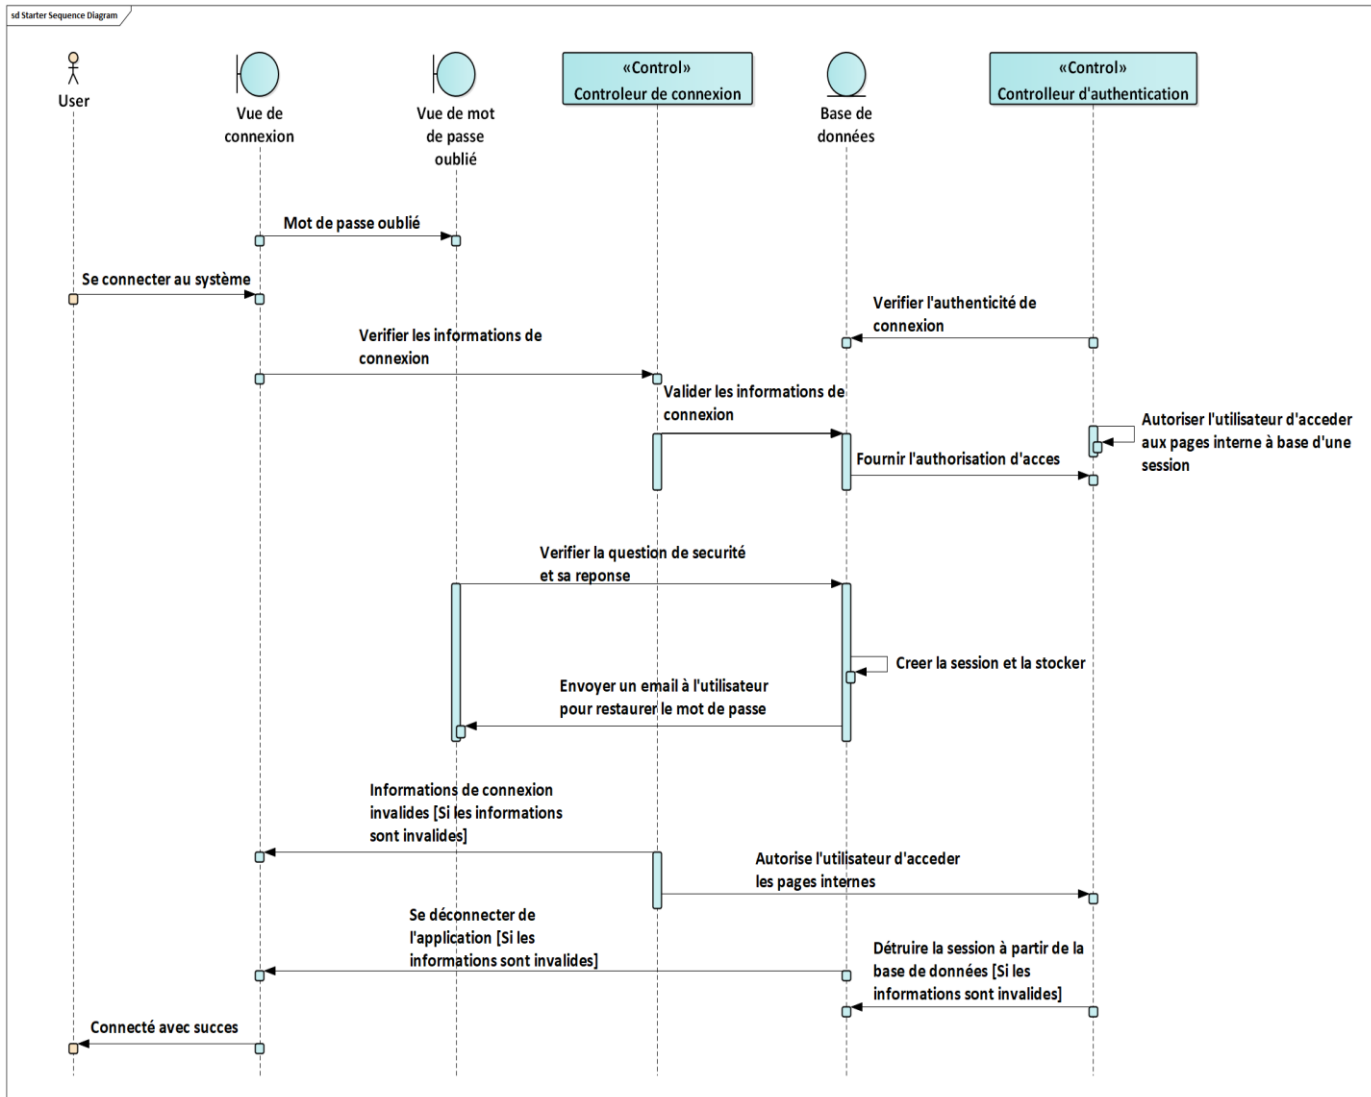 sd Starter Sequence Diagram
User
Vue de
connexion
Vue de mot
de passe
oublié
«Control»
Controleur de connexion
Base de
données
«Control»
Controlleur d'authentication
Mot de passe oublié
Se connecter au système
Verifier l'authenticité de
connexion
Verifier les informations de
connexion
Valider les informations de
connexion
Autoriser l'utilisateur d'acceder
aux pages interne à base d'une
session
Fournir l'authorisation d'acces
Verifier la question de securité
et sa reponse
Creer la session et la stocker
Envoyer un email à l'utilisateur
pour restaurer le mot de passe
Informations de connexion
invalides [Si les informations
sont invalides]
Autorise l'utilisateur d'acceder
les pages internes
Se déconnecter de
l'application [Si les
informations sont invalides]
Détruire la session à partir de la
base de données [Si les
informations sont invalides]
Connecté avec succes